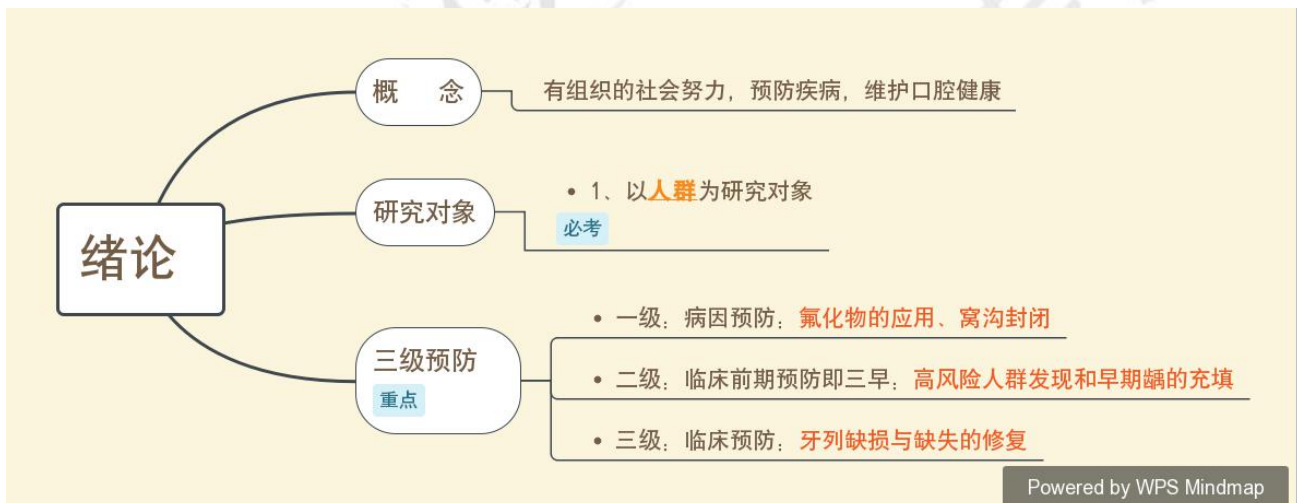 绪论
概 念
有组织的社会努力，预防疾病，维护口腔健康
研究对象
• 1、以人群为研究对象
必考
三级预防
重点
• 一级：病因预防：氟化物的应用、窝沟封闭
• 二级：临床前期预防即三早：高风险人群发现和早期龋的充填
• 三级：临床预防：牙列缺损与缺失的修复
Powered by WPS Mindmap